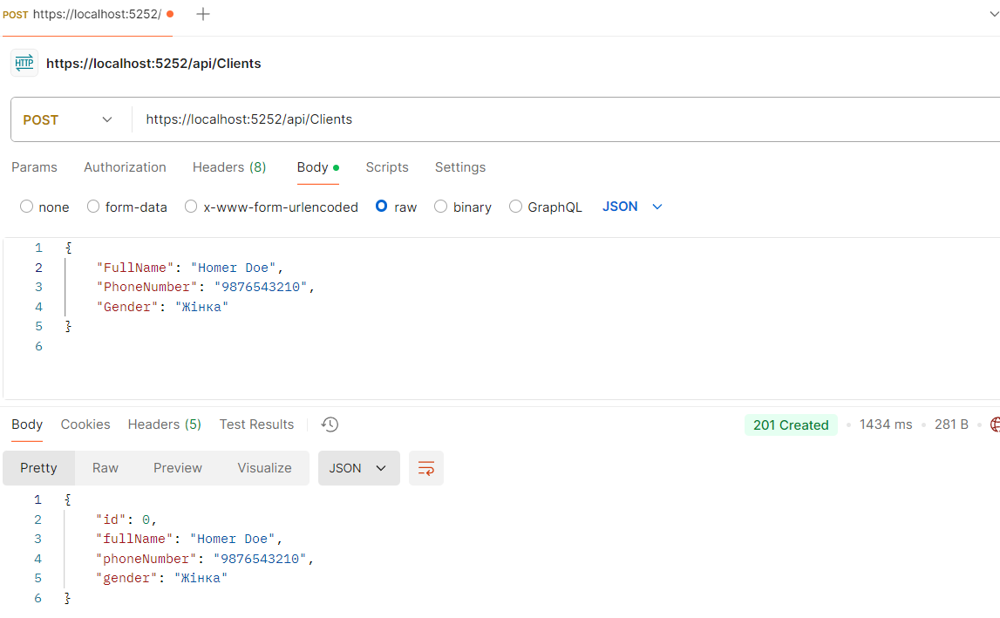 POST https://localhost:5252/
HTTP https://localhost:5252/api/Clients
POST https://localhost:5252/api/Clients
Params Authorization Headers (8) Body Scripts Settings
none form-data x-www-form-urlencoded raw binary GraphQL JSON
1 {
2 "FullName": "Homer Doe",
3 "PhoneNumber": "9876543210",
4 "Gender": "Жінка"
5 }
6
Body Cookies Headers (5) Test Results 201 Created 1434 ms 281 B
Pretty Raw Preview Visualize JSON
1 {
2 "id": 0,
3 "fullName": "Homer Doe",
4 "phoneNumber": "9876543210",
5 "gender": "Жінка"
6 }